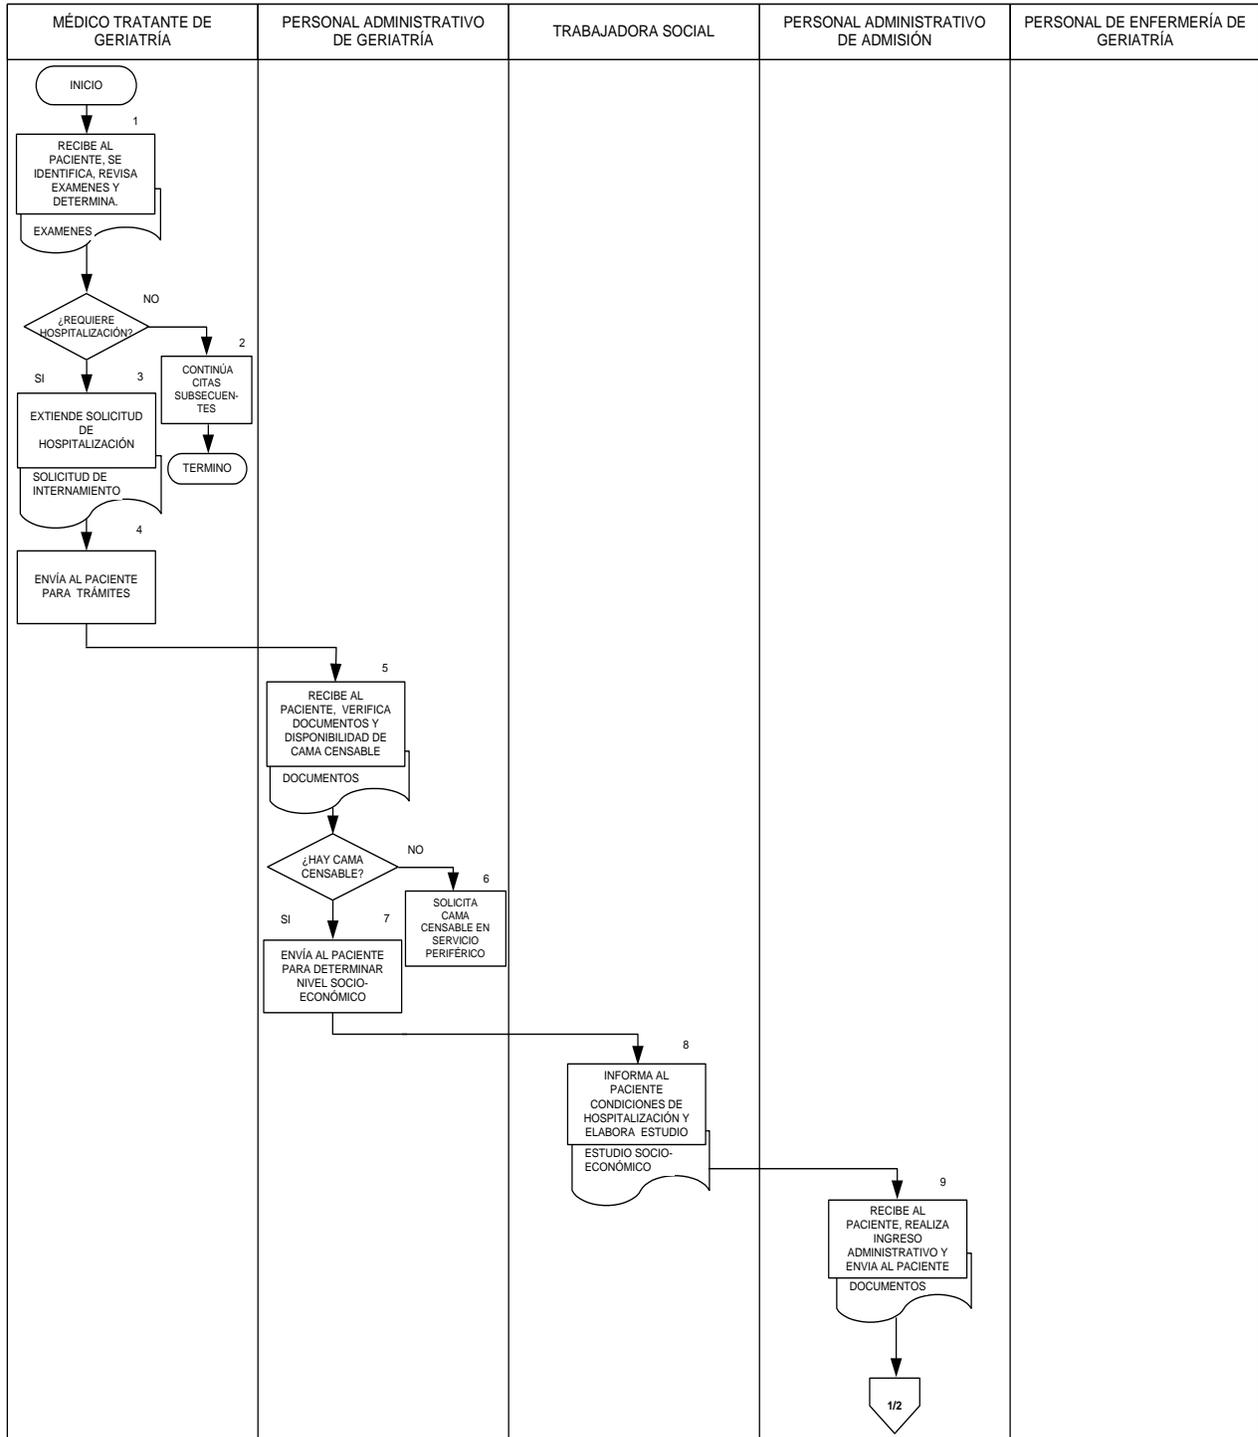 MÉDICO TRATANTE DE
GERIATRÍA
PERSONAL ADMINISTRATIVO
DE GERIATRÍA
TRABAJADORA SOCIAL
PERSONAL ADMINISTRATIVO
DE ADMISIÓN
PERSONAL DE ENFERMERÍA DE
GERIATRÍA
INICIO
1
RECIBE AL
PACIENTE, SE
IDENTIFICA, REVISA
EXAMENES Y
DETERMINA.
EXAMENES
¿REQUIERE
HOSPITALIZACIÓN?
NO
2
CONTINÚA
CITAS
SUBSECUEN-
TES
TERMINO
SI
3
EXTIENDE SOLICITUD
DE
HOSPITALIZACIÓN
SOLICITUD DE
INTERNAMIENTO
4
ENVÍA AL PACIENTE
PARA TRÁMITES
5
RECIBE AL
PACIENTE, VERIFICA
DOCUMENTOS Y
DISPONIBILIDAD DE
CAMA CENSABLE
DOCUMENTOS
¿HAY CAMA
CENSABLE?
NO
6
SOLICITA
CAMA
CENSABLE EN
SERVICIO
PERIFÉRICO
SI
7
ENVÍA AL PACIENTE
PARA DETERMINAR
NIVEL SOCIO-
ECONÓMICO
8
INFORMA AL
PACIENTE
CONDICIONES DE
HOSPITALIZACIÓN Y
ELABORA ESTUDIO
ESTUDIO SOCIO-
ECONÓMICO
9
RECIBE AL
PACIENTE, REALIZA
INGRESO
ADMINISTRATIVO Y
ENVIA AL PACIENTE
DOCUMENTOS
1/2